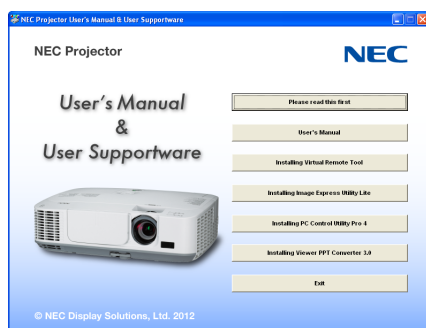 NEC Projector User's Manual & User Supportware
NEC Projector
NEC
User's Manual
&
User Supportware
Please read this first
User's Manual
Installing Virtual Remote Tool
Installing Image Express Utility Lite
Installing PC Control Utility Pro 4
Installing Viewer PPT Converter 3.0
Exit
© NEC Display Solutions, Ltd. 2012